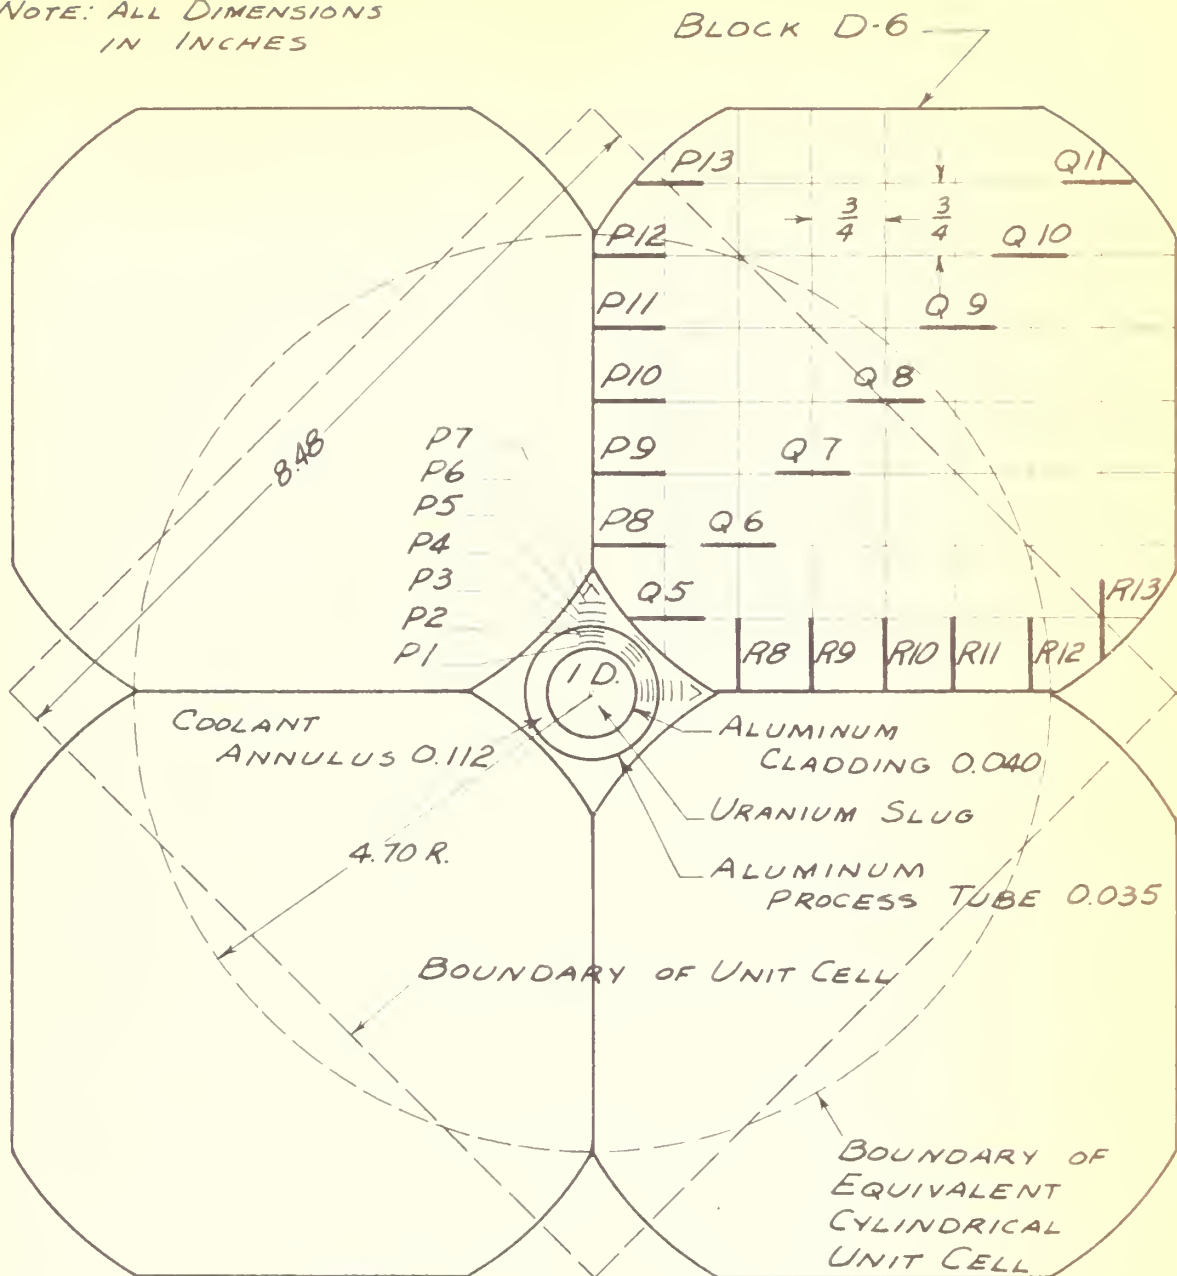 NOTE: ALL DIMENSIONS
IN INCHES
BLOCK D-6
P13
Q11
3/4
3/4
P12
Q10
P11
Q9
P10
Q8
8.48
P7
P6
P5
P4
P3
P2
P1
P9
Q7
P8
Q6
Q5
R13
R8
R9
R10
R11
R12
1 D.
COOLANT
ANNULUS 0.112
ALUMINUM
CLADDING 0.040
URANIUM SLUG
4.70 R.
ALUMINUM
PROCESS TUBE 0.035
BOUNDARY OF UNIT CELL
BOUNDARY OF
EQUIVALENT
CYLINDRICAL
UNIT CELL